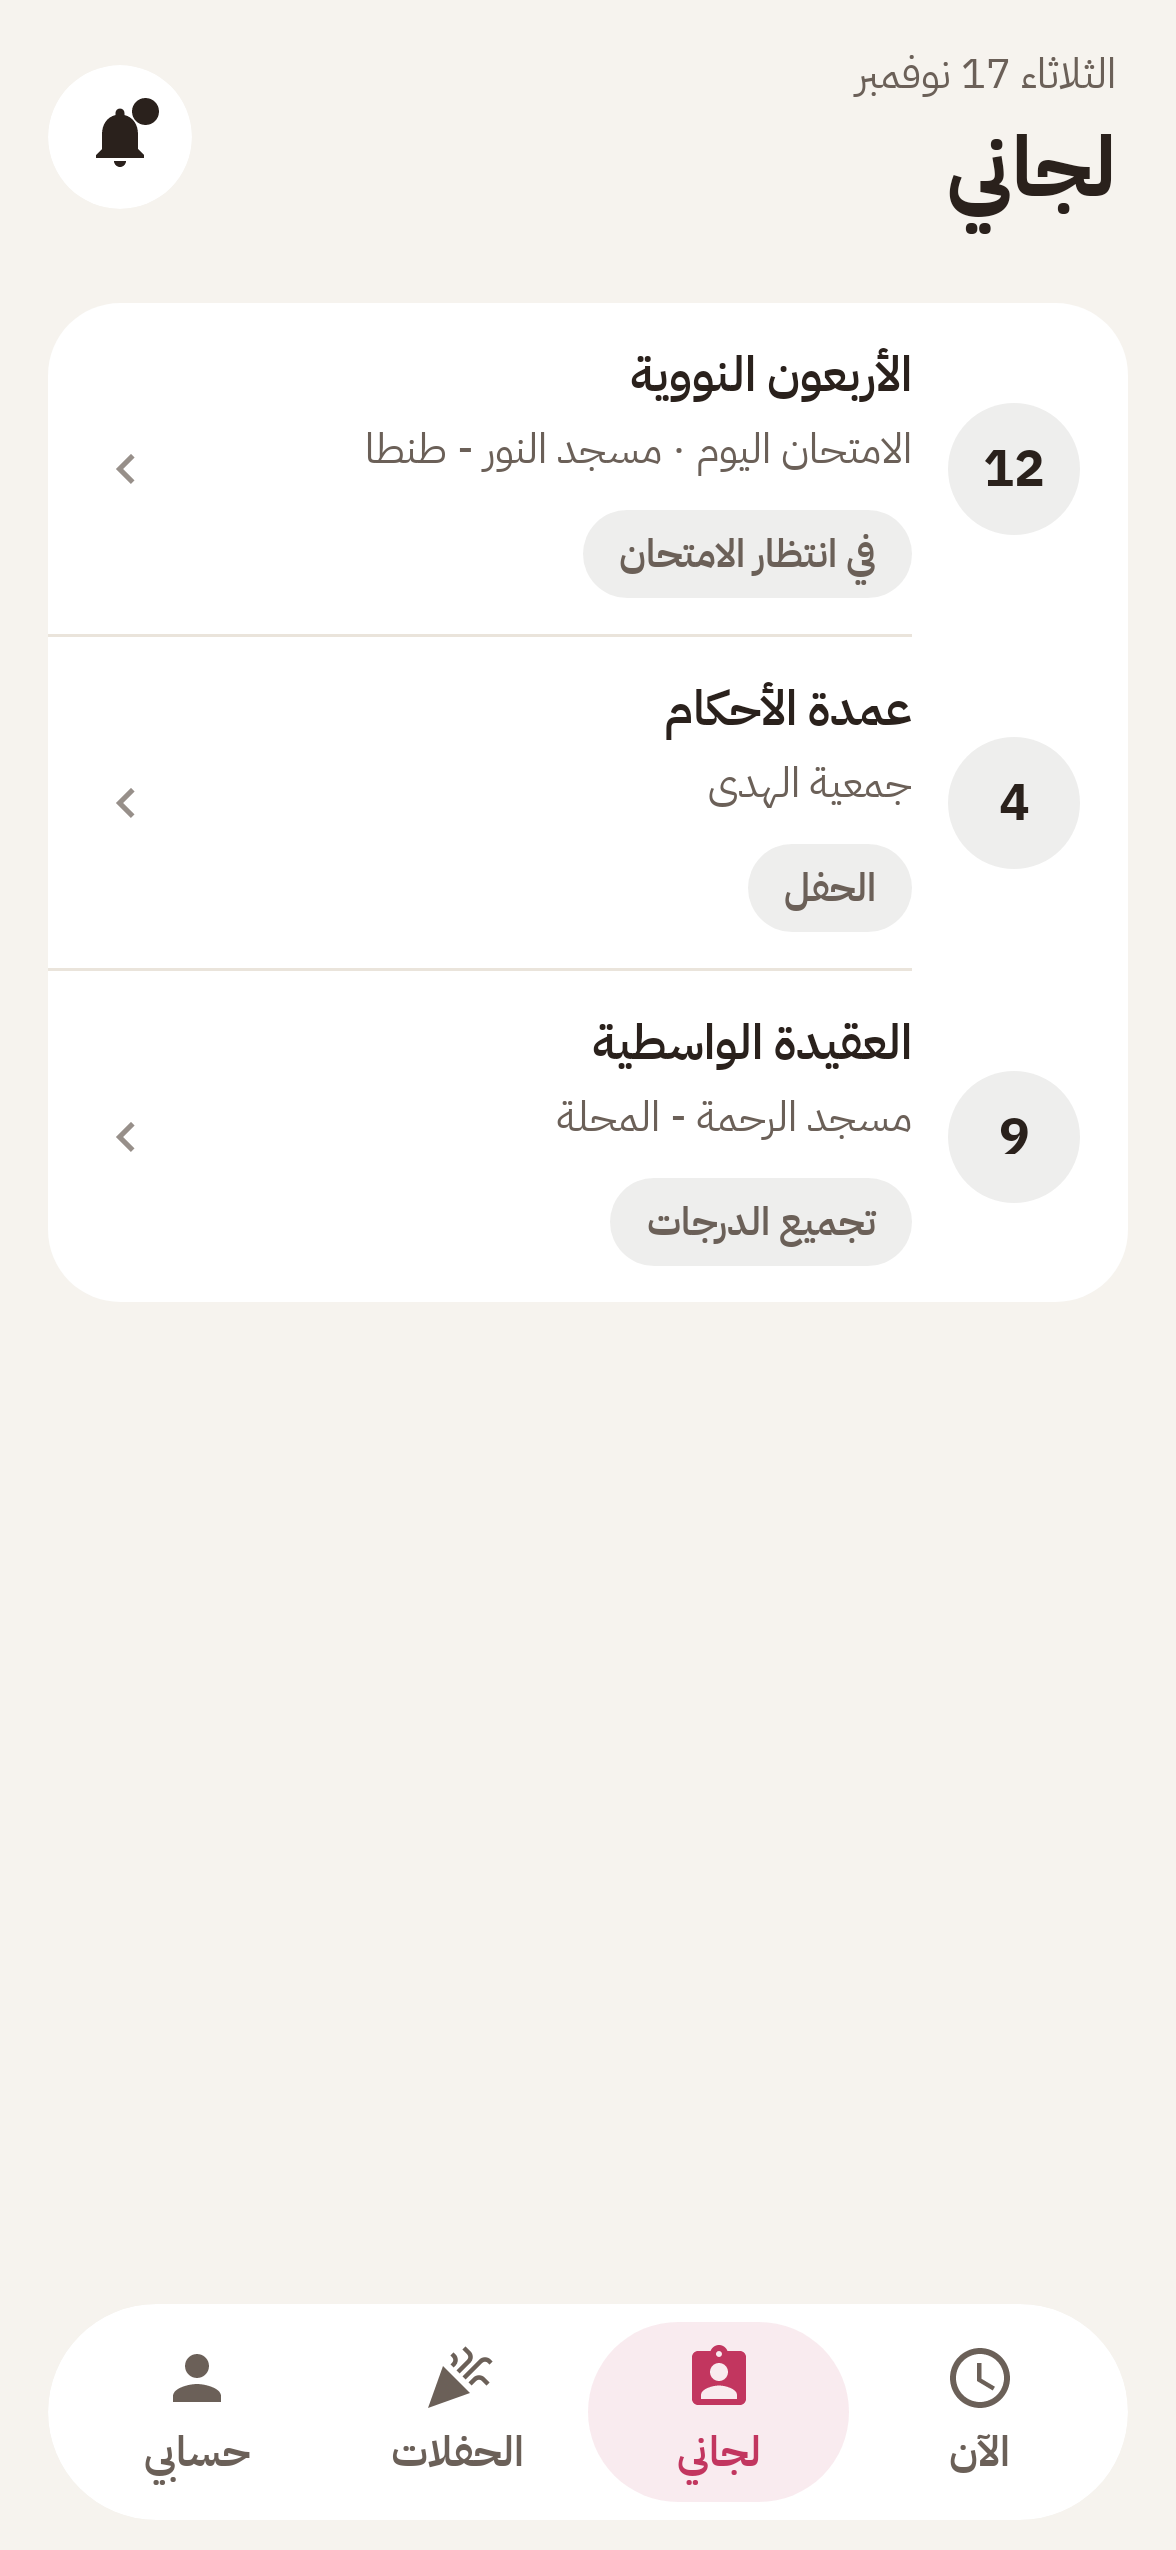 الثلاثاء 17 نوفمبر
لجاني
12
الأربعون النووية
الامتحان اليوم · مسجد النور - طنطا
في انتظار الامتحان
4
عمدة الأحكام
جمعية الهدى
الحفل
9
العقيدة الواسطية
مسجد الرحمة - المحلة
تجميع الدرجات
الآن
لجاني
الحفلات
حسابي